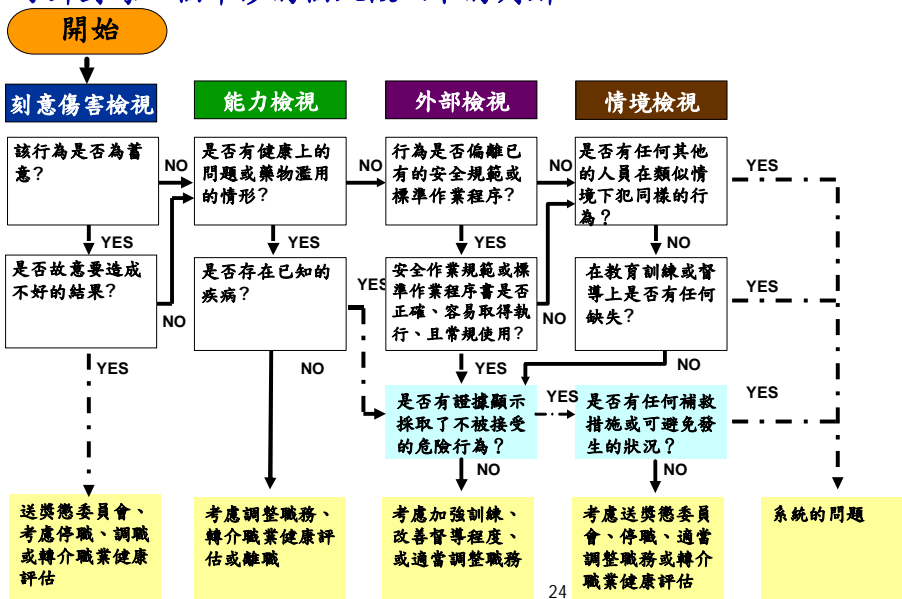 開始
刻意傷害檢視
能力檢視
外部檢視
情境檢視
該行為是否為蓄
意?
NO
是否有健康上的
問題或藥物濫用
的情形?
NO
行為是否偏離已
有的安全規範或
標準作業程序?
NO
是否有任何其他
的人員在類似情
境下犯同樣的行
為?
YES
YES
YES
YES
NO
是否故意要造成
不好的結果?
NO
是否存在已知的
疾病?
YES
安全作業規範或標
準作業程序書是否
正確、容易取得執
行、且常規使用?
NO
在教育訓練或督
導上是否有任何
缺失?
YES
YES
NO
YES
NO
是否有證據顯示
採取了不被接受
的危險行為?
YES
是否有任何補救
措施或可避免發
生的狀況?
YES
NO
NO
送獎懲委員會、
考慮停職、調職
或轉介職業健康
評估
考慮調整職務、
轉介職業健康評
估或離職
考慮加強訓練、
改善督導程度、
或適當調整職務
考慮送獎懲委員
會、停職、適當
調整職務或轉介
職業健康評估
系統的問題
24